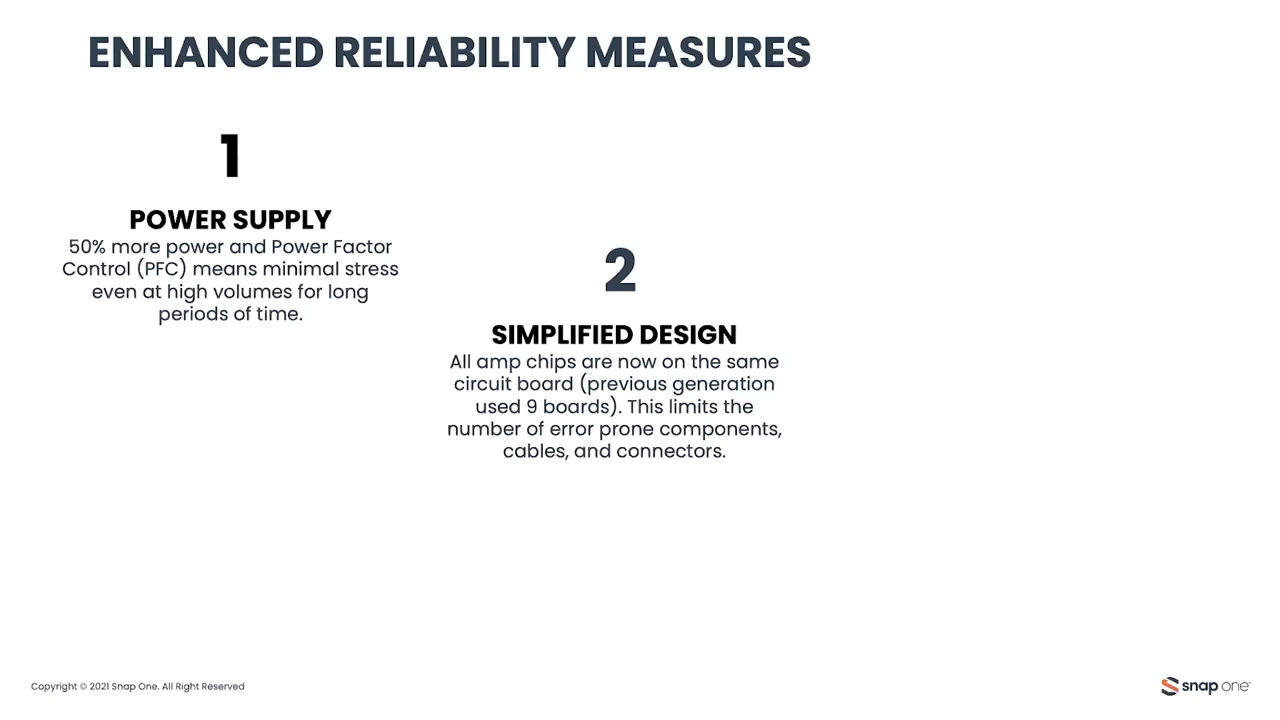 ENHANCED RELIABILITY MEASURES
1
POWER SUPPLY
50% more power and Power Factor
Control (PFC) means minimal stress
even at high volumes for long
periods of time.
2
SIMPLIFIED DESIGN
All amp chips are now on the same
circuit board (previous generation
used 9 boards). This limits the
number of error prone components,
cables, and connectors.
Copyright © 2021 Snap One. All Right Reserved
snap one